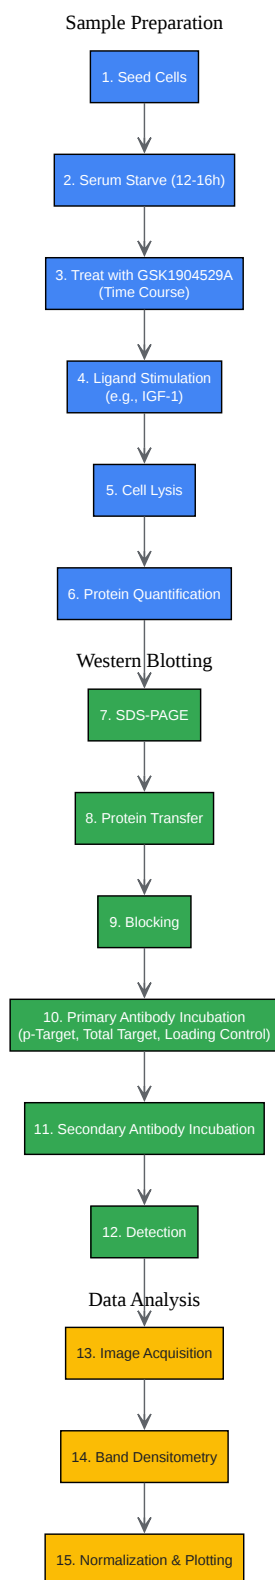 Sample Preparation
1. Seed Cells
2. Serum Starve (12-16h)
3. Treat with GSK1904529A
(Time Course)
4. Ligand Stimulation
(e.g., IGF-1)
5. Cell Lysis
6. Protein Quantification
Western Blotting
7. SDS-PAGE
8. Protein Transfer
9. Blocking
10. Primary Antibody Incubation
(p-Target, Total Target, Loading Control)
11. Secondary Antibody Incubation
12. Detection
Data Analysis
13. Image Acquisition
14. Band Densitometry
15. Normalization & Plotting